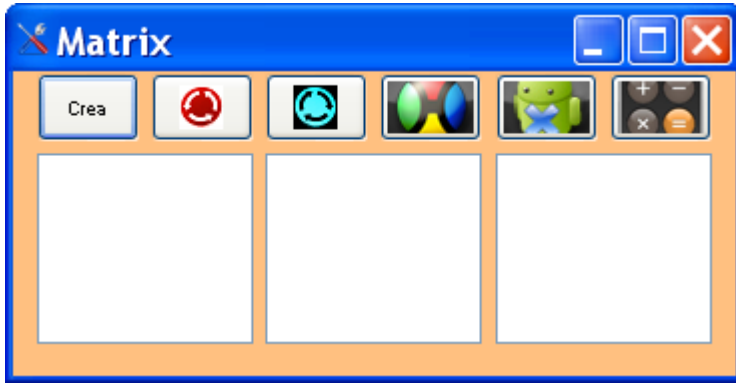 Matrix
Crea
+ −
× =